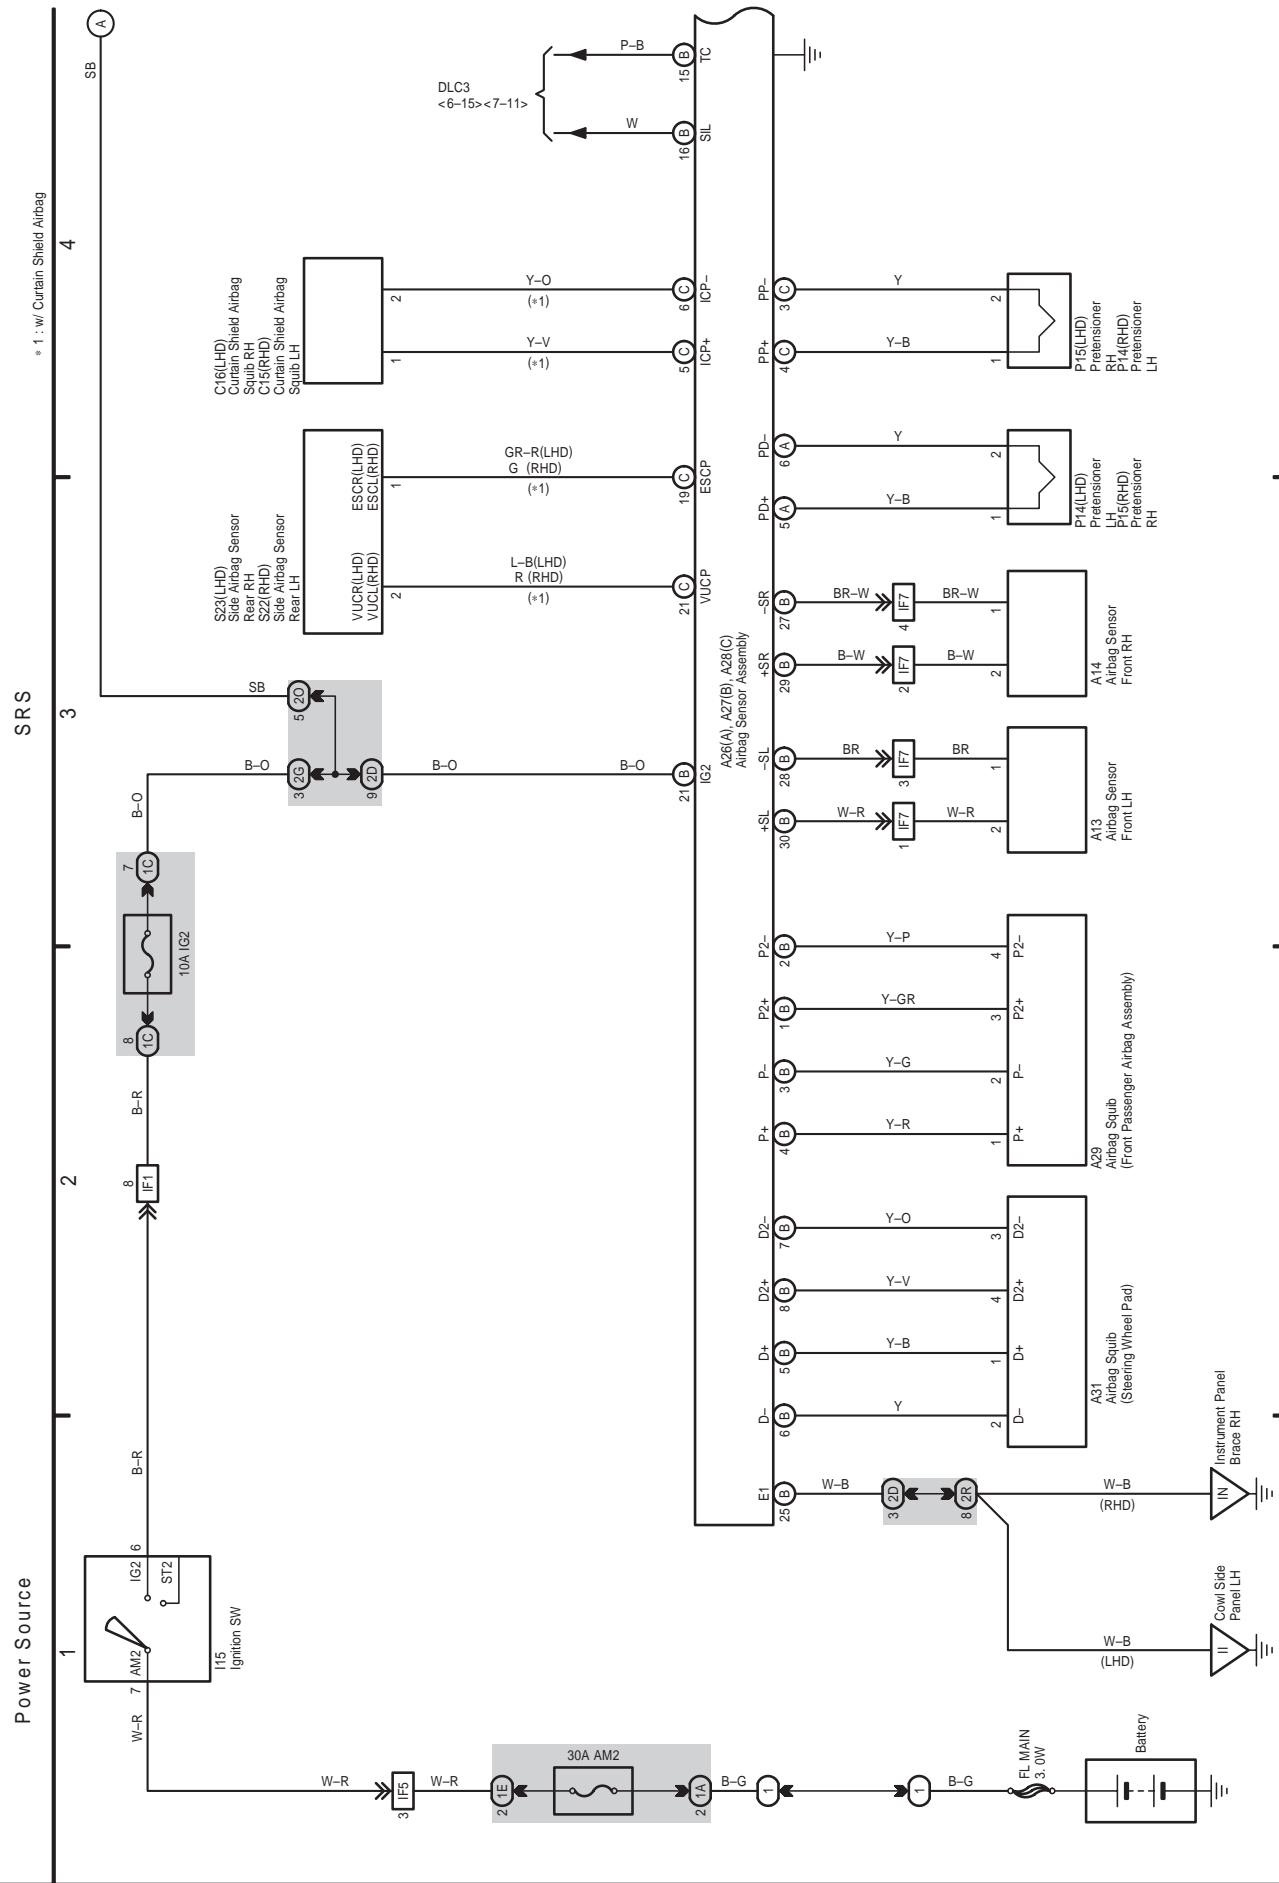 Power Source
SRS
1
2
3
4
* 1 : w/ Curtain Shield Airbag
A
SB
W–R
7
AM2
IG2
6
ST2
I15
Ignition SW
B–R
8
IF1
B–R
8
1C
10A IG2
7
1C
B–O
B–O
3
2G
5
2O
SB
9
2D
B–O
B–O
21
B
IG2
W–R
3
IF5
W–R
2
1E
30A AM2
2
1A
B–G
1
1
B–G
FL MAIN
3. 0W
Battery
S23(LHD)
Side Airbag Sensor
Rear RH
S22(RHD)
Side Airbag Sensor
Rear LH
VUCR(LHD)
VUCL(RHD)
ESCR(LHD)
ESCL(RHD)
2
1
L–B(LHD)
R (RHD)
(*1)
GR–R(LHD)
G (RHD)
(*1)
21
C
VUCP
19
C
ESCP
C16(LHD)
Curtain Shield Airbag
Squib RH
C15(RHD)
Curtain Shield Airbag
Squib LH
1
2
Y–V
(*1)
Y–O
(*1)
5
C
ICP+
6
C
ICP–
DLC3
<6–15><7–11>
W
P–B
16
B
SIL
15
B
TC
A26(A), A27(B), A28(C)
Airbag Sensor Assembly
E1
25
B
W–B
3
2D
8
2R
W–B
(LHD)
W–B
(RHD)
II
Cowl Side
Panel LH
IN
Instrument Panel
Brace RH
D–
6
B
Y
2
D–
D+
5
B
Y–B
1
D+
D2+
8
B
Y–V
4
D2+
D2–
7
B
Y–O
3
D2–
A31
Airbag Squib
(Steering Wheel Pad)
P+
4
B
Y–R
1
P+
P–
3
B
Y–G
2
P–
P2+
1
B
Y–GR
3
P2+
P2–
2
B
Y–P
4
P2–
A29
Airbag Squib
(Front Passenger Airbag Assembly)
+SL
30
B
W–R
1
IF7
W–R
2
–SL
28
B
BR
3
IF7
BR
1
A13
Airbag Sensor
Front LH
+SR
29
B
B–W
2
IF7
B–W
2
–SR
27
B
BR–W
4
IF7
BR–W
1
A14
Airbag Sensor
Front RH
PD+
5
A
Y–B
1
PD–
6
A
Y
2
P14(LHD)
Pretensioner
LH
P15(RHD)
Pretensioner
RH
PP+
4
C
Y–B
1
PP–
3
C
Y
2
P15(LHD)
Pretensioner
RH
P14(RHD)
Pretensioner
LH